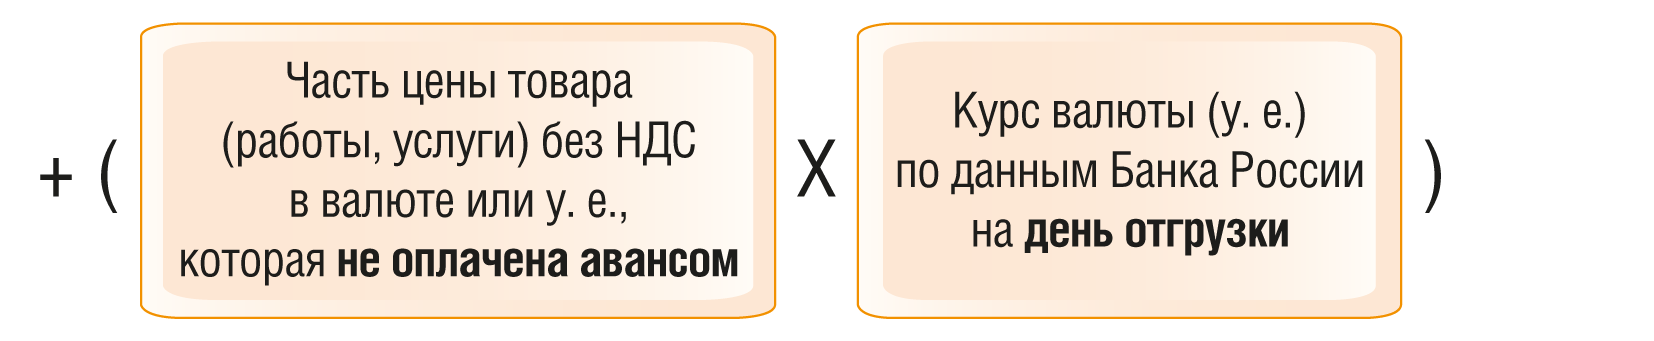 + (
Часть цены товара
(работы, услуги) без НДС
в валюте или у. е.,
которая не оплачена авансом
X
Курс валюты (у. е.)
по данным Банка России
на день отгрузки
)